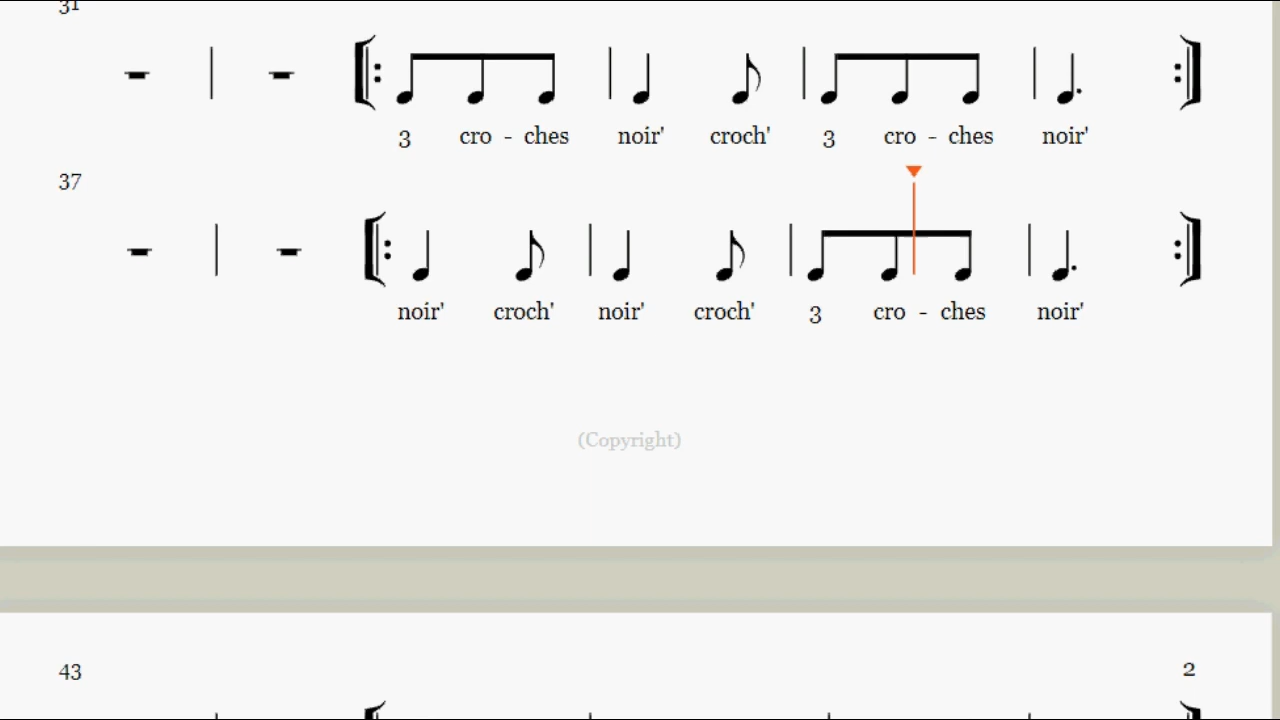 31
3 cro - ches noir' croch' 3 cro - ches noir'
37
noir' croch' noir' croch' 3 cro - ches noir'
(Copyright)
43 2